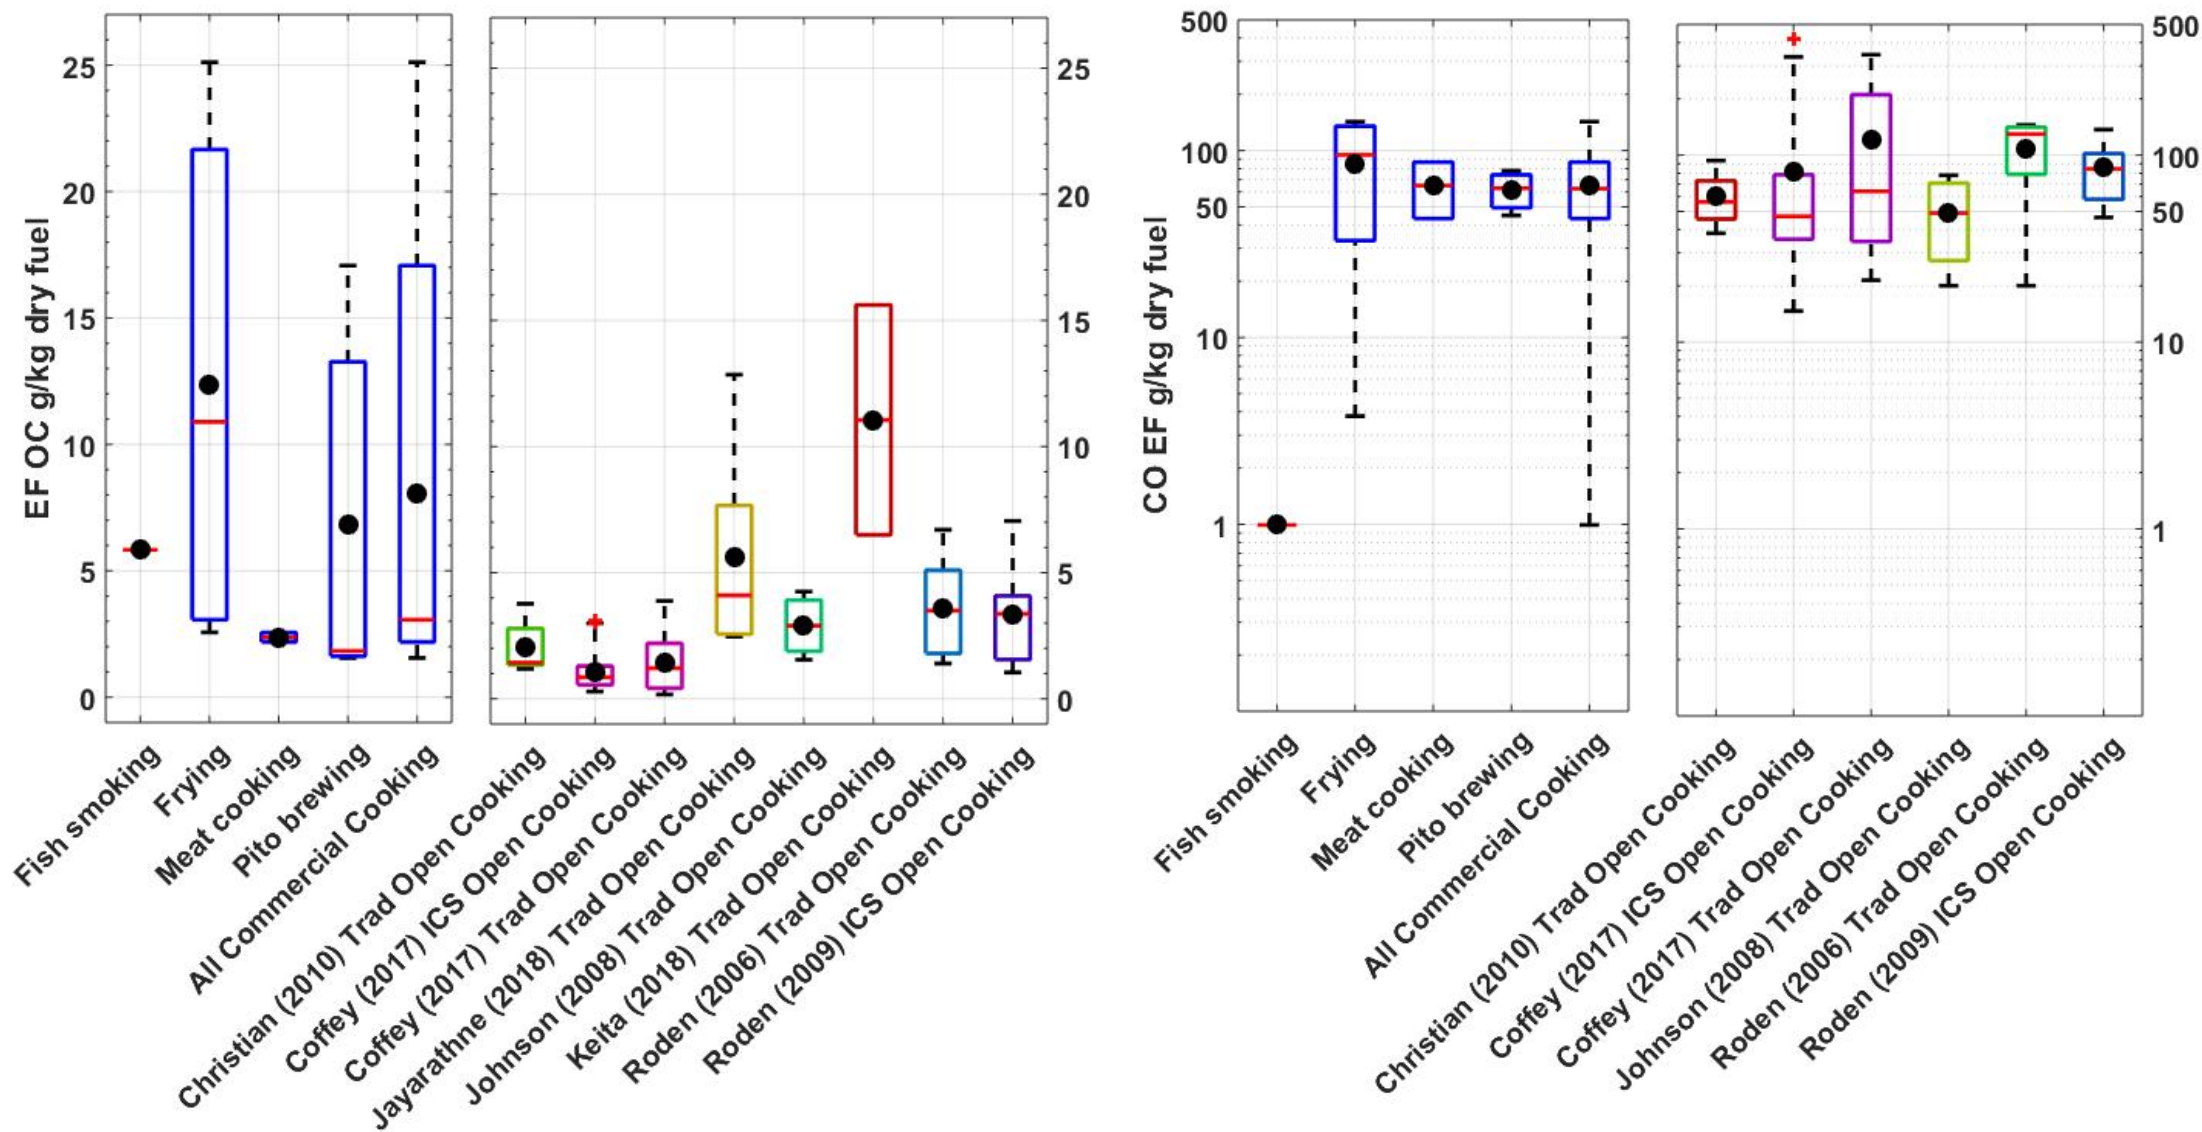 EF OC g/kg dry fuel
25
20
15
10
5
0
Fish smoking
Frying
Meat cooking
Pito brewing
All Commercial Cooking
25
20
15
10
5
0
Christian (2010) Trad Open Cooking
Coffey (2017) ICS Open Cooking
Coffey (2017) Trad Open Cooking
Jayarathne (2018) Trad Open Cooking
Johnson (2008) Trad Open Cooking
Keita (2018) Trad Open Cooking
Roden (2006) Trad Open Cooking
Roden (2009) ICS Open Cooking
CO EF g/kg dry fuel
500
100
50
10
1
Fish smoking
Frying
Meat cooking
Pito brewing
All Commercial Cooking
500
100
50
10
1
Christian (2010) Trad Open Cooking
Coffey (2017) ICS Open Cooking
Coffey (2017) Trad Open Cooking
Johnson (2008) Trad Open Cooking
Roden (2006) Trad Open Cooking
Roden (2009) ICS Open Cooking